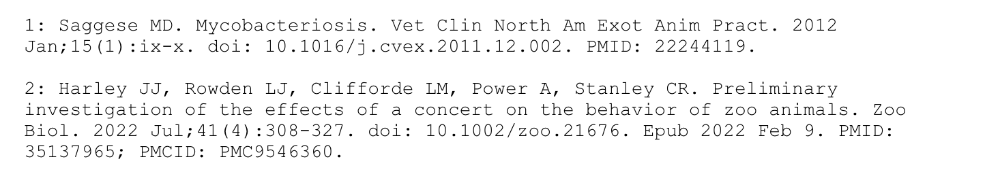 1: Saggese MD. Mycobacteriosis. Vet Clin North Am Exot Anim Pract. 2012
Jan;15(1):ix-x. doi: 10.1016/j.cvex.2011.12.002. PMID: 22244119.
2: Harley JJ, Rowden LJ, Clifforde LM, Power A, Stanley CR. Preliminary
investigation of the effects of a concert on the behavior of zoo animals. Zoo
Biol. 2022 Jul;41(4):308-327. doi: 10.1002/zoo.21676. Epub 2022 Feb 9. PMID:
35137965; PMCID: PMC9546360.